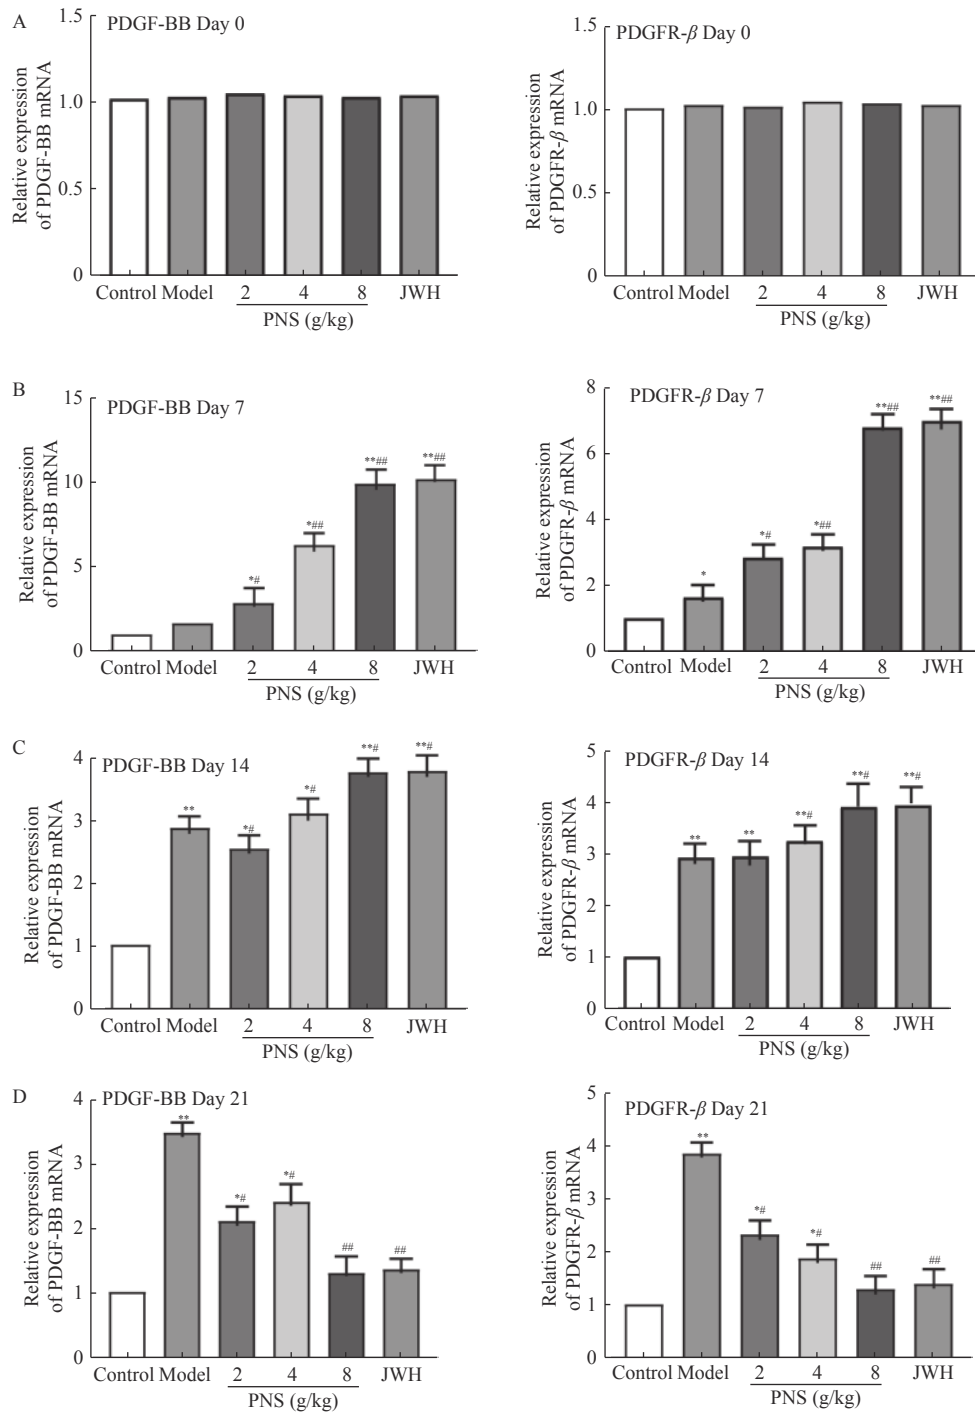 A
PDGF-BB Day 0
Relative expression
of PDGF-BB mRNA
1.5
1.0
0.5
0
Control Model 2 4 8 JWH
PNS (g/kg)
PDGFR-β Day 0
Relative expression
of PDGFR-β mRNA
1.5
1.0
0.5
0
Control Model 2 4 8 JWH
PNS (g/kg)
B
PDGF-BB Day 7
Relative expression
of PDGF-BB mRNA
15
10
5
0
*# *## **## **##
Control Model 2 4 8 JWH
PNS (g/kg)
PDGFR-β Day 7
Relative expression
of PDGFR-β mRNA
8
6
4
2
0
* *# *## **## **##
Control Model 2 4 8 JWH
PNS (g/kg)
C
PDGF-BB Day 14
Relative expression
of PDGF-BB mRNA
4
3
2
1
0
** *# *# **# **#
Control Model 2 4 8 JWH
PNS (g/kg)
PDGFR-β Day 14
Relative expression
of PDGFR-β mRNA
5
4
3
2
1
0
** ** **# **# **#
Control Model 2 4 8 JWH
PNS (g/kg)
D
PDGF-BB Day 21
Relative expression
of PDGF-BB mRNA
4
3
2
1
0
** *# *# ## ##
Control Model 2 4 8 JWH
PNS (g/kg)
PDGFR-β Day 21
Relative expression
of PDGFR-β mRNA
5
4
3
2
1
0
** *# *# ## ##
Control Model 2 4 8 JWH
PNS (g/kg)